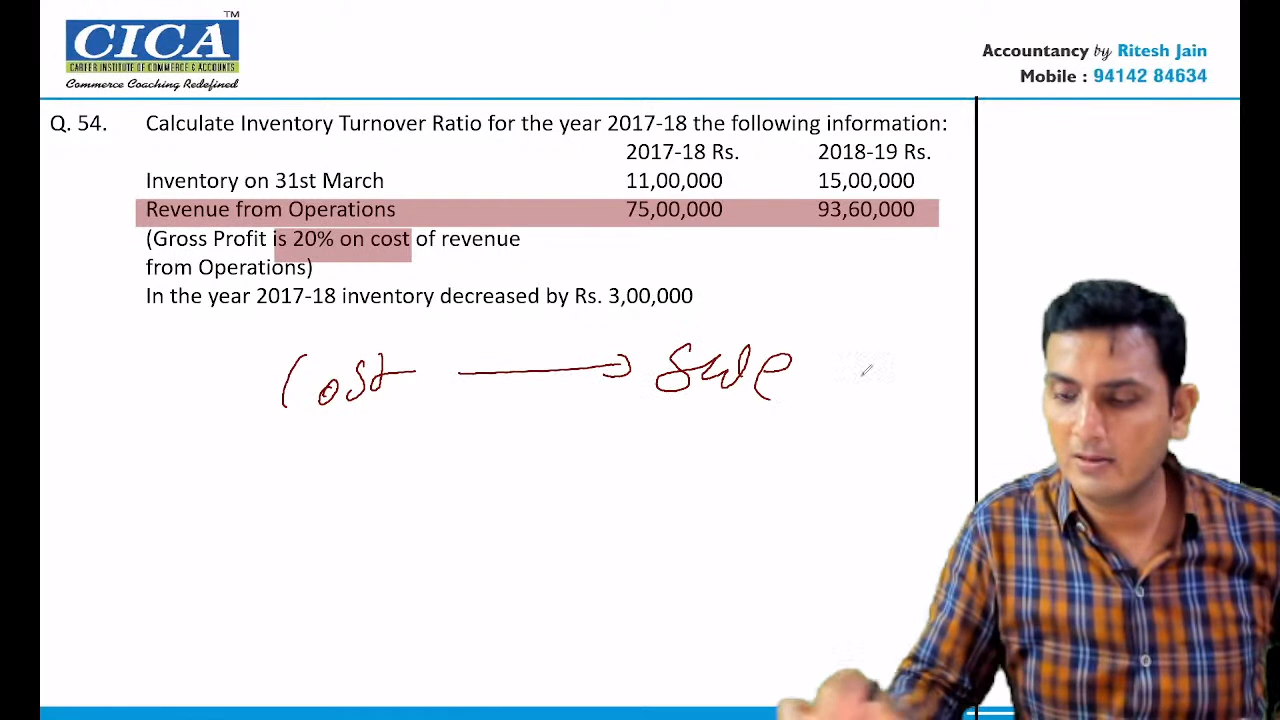 TM
CICA
CAREER INSTITUTE OF COMMERCE & ACCOUNTS
Commerce Coaching Redefined
Accountancy by Ritesh Jain
Mobile : 94142 84634
Q. 54. Calculate Inventory Turnover Ratio for the year 2017-18 the following information:
2017-18 Rs. 2018-19 Rs.
Inventory on 31st March 11,00,000 15,00,000
Revenue from Operations 75,00,000 93,60,000
(Gross Profit is 20% on cost of revenue
from Operations)
In the year 2017-18 inventory decreased by Rs. 3,00,000
Cost → Sale